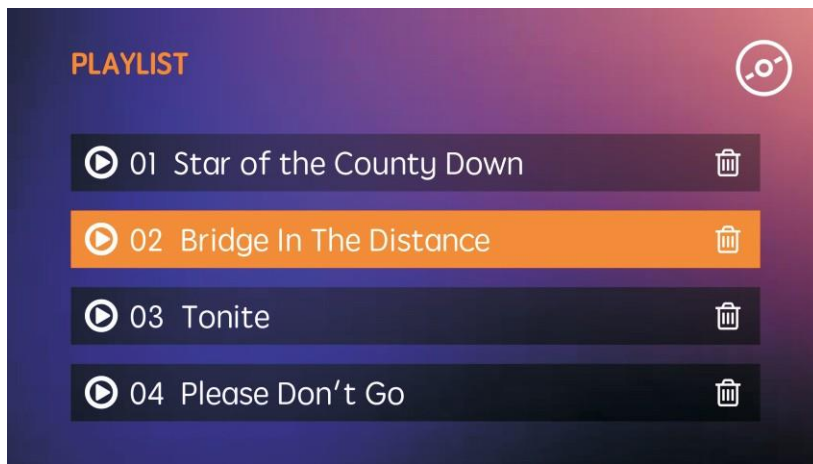 PLAYLIST
01 Star of the County Down
02 Bridge In The Distance
03 Tonite
04 Please Don't Go